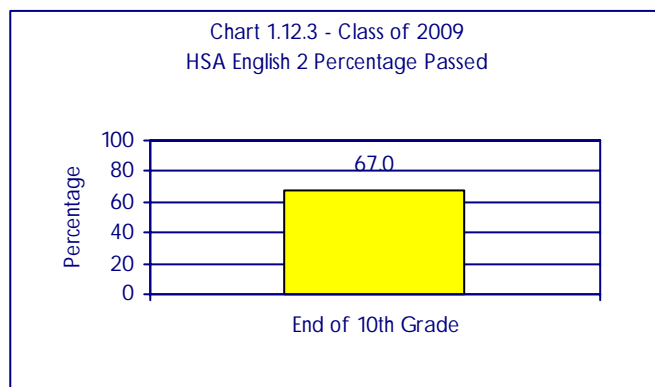 Chart 1.12.3 - Class of 2009
HSA English 2 Percentage Passed
Percentage
100
80
60
40
20
0
67.0
End of 10th Grade